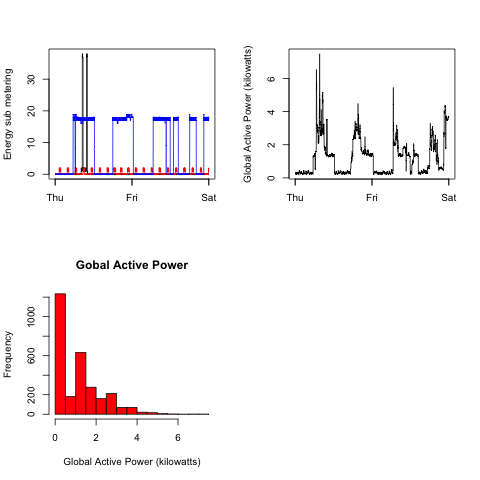 Energy sub metering
0 10 20 30
Thu Fri Sat
Global Active Power (kilowatts)
0 2 4 6
Thu Fri Sat
Gobal Active Power
Frequency
0 200 600 1000
0 2 4 6
Global Active Power (kilowatts)